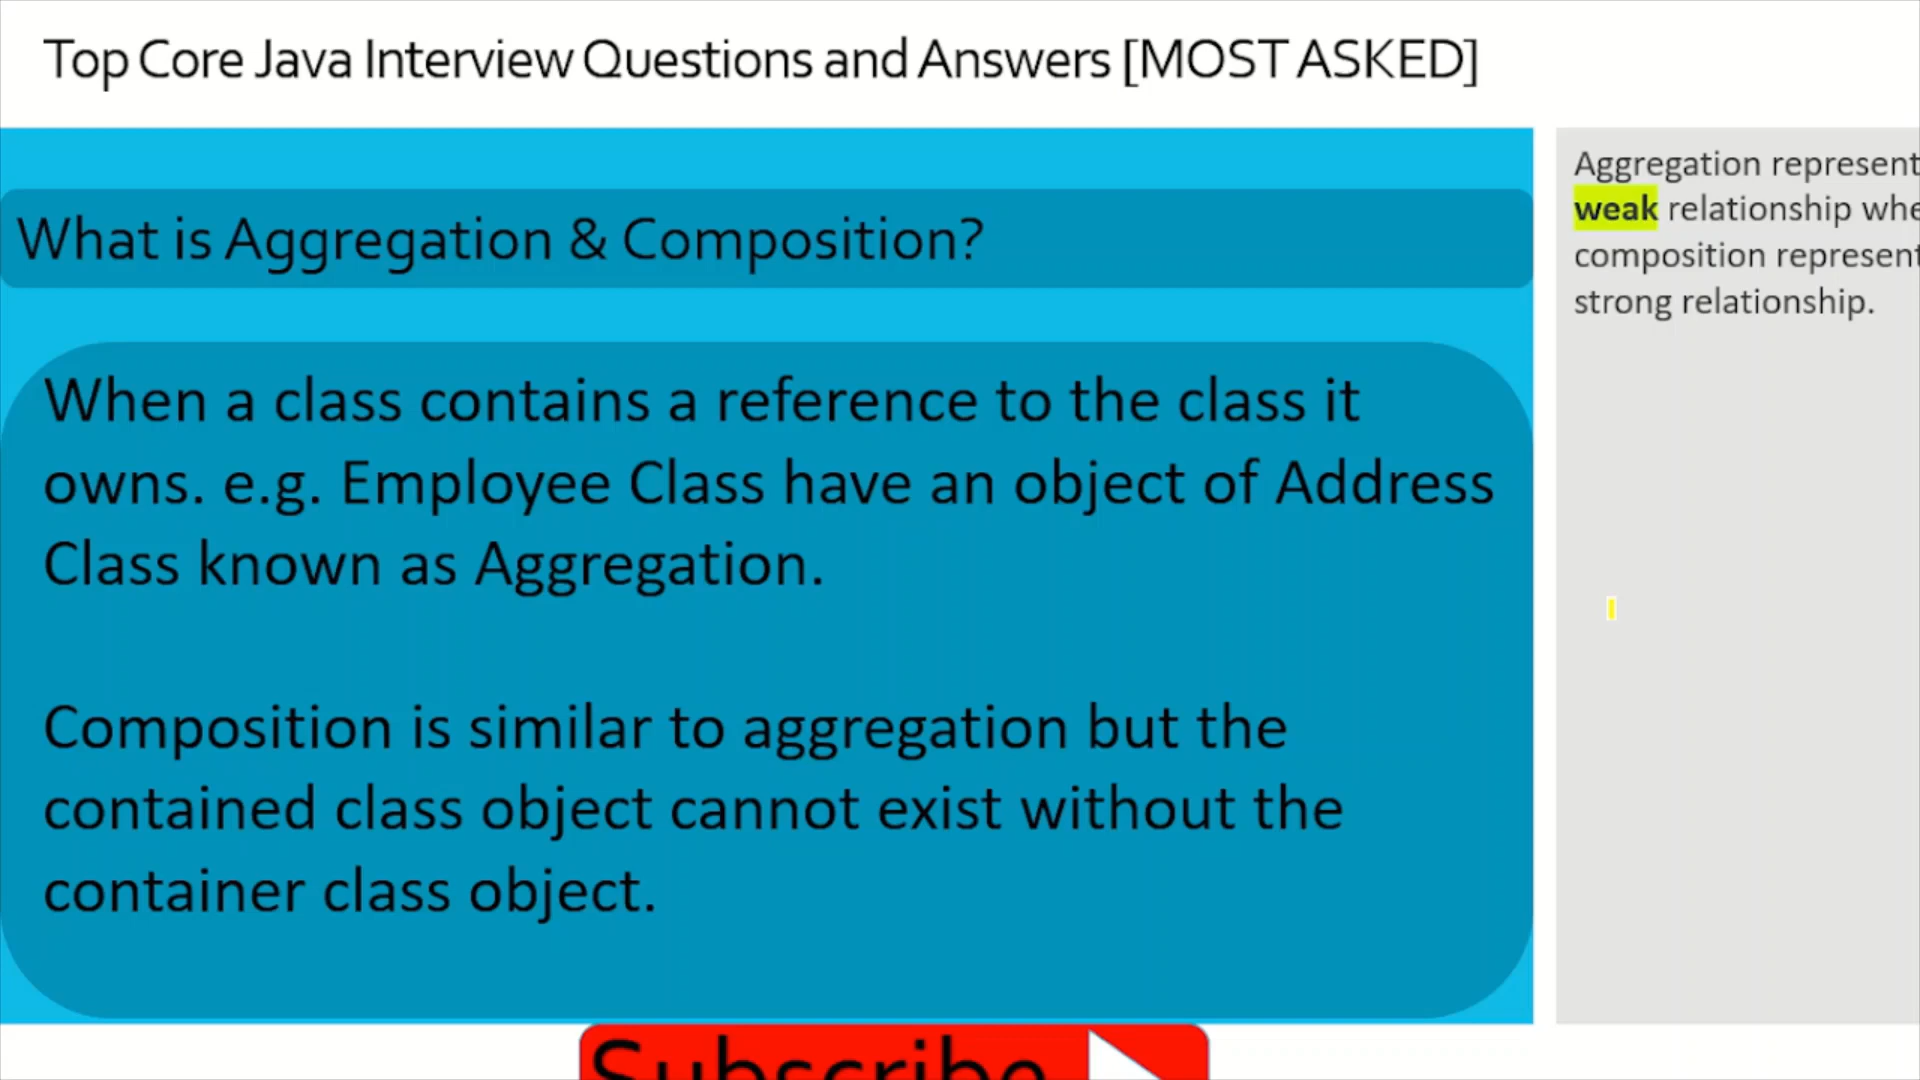 Top Core Java Interview Questions and Answers [MOST ASKED]
What is Aggregation & Composition?
When a class contains a reference to the class it
owns. e.g. Employee Class have an object of Address
Class known as Aggregation.
Composition is similar to aggregation but the
contained class object cannot exist without the
container class object.
Aggregation represent
weak relationship whe
composition represent
strong relationship.
Subscribe